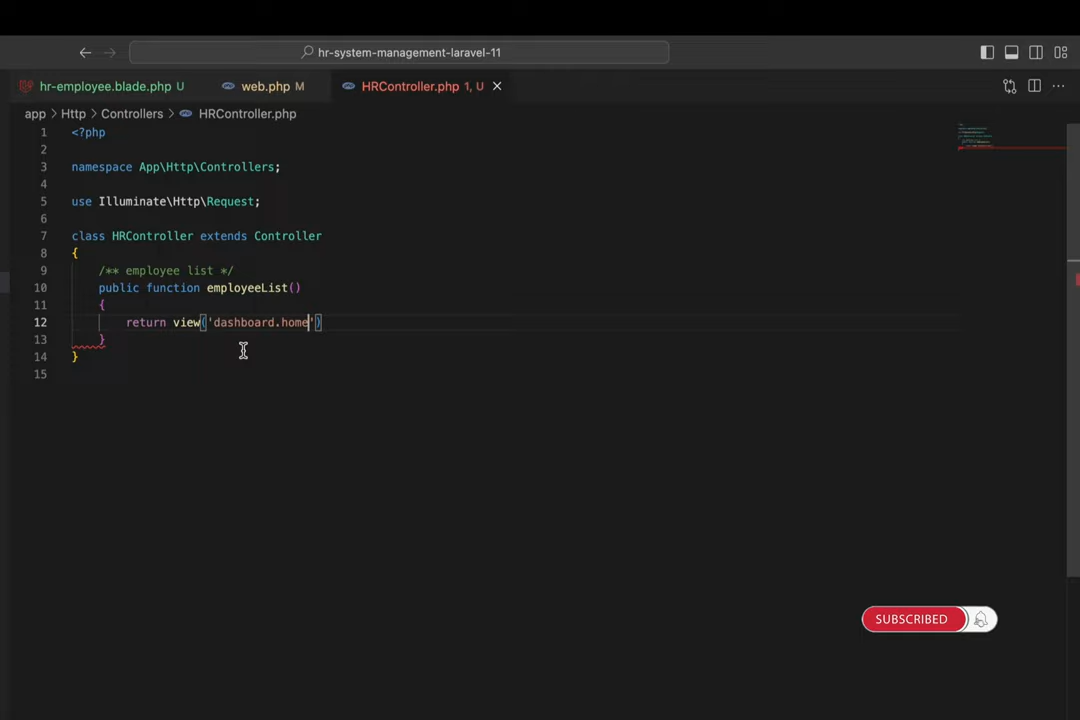 hr-system-management-laravel-11
hr-employee.blade.php U
web.php M
HRController.php 1, U
app > Http > Controllers > HRController.php
1 <?php
2
3 namespace App\Http\Controllers;
4
5 use Illuminate\Http\Request;
6
7 class HRController extends Controller
8 {
9 /** employee list */
10 public function employeeList()
11 {
12 return view('dashboard.home')
13 }
14 }
15
SUBSCRIBED